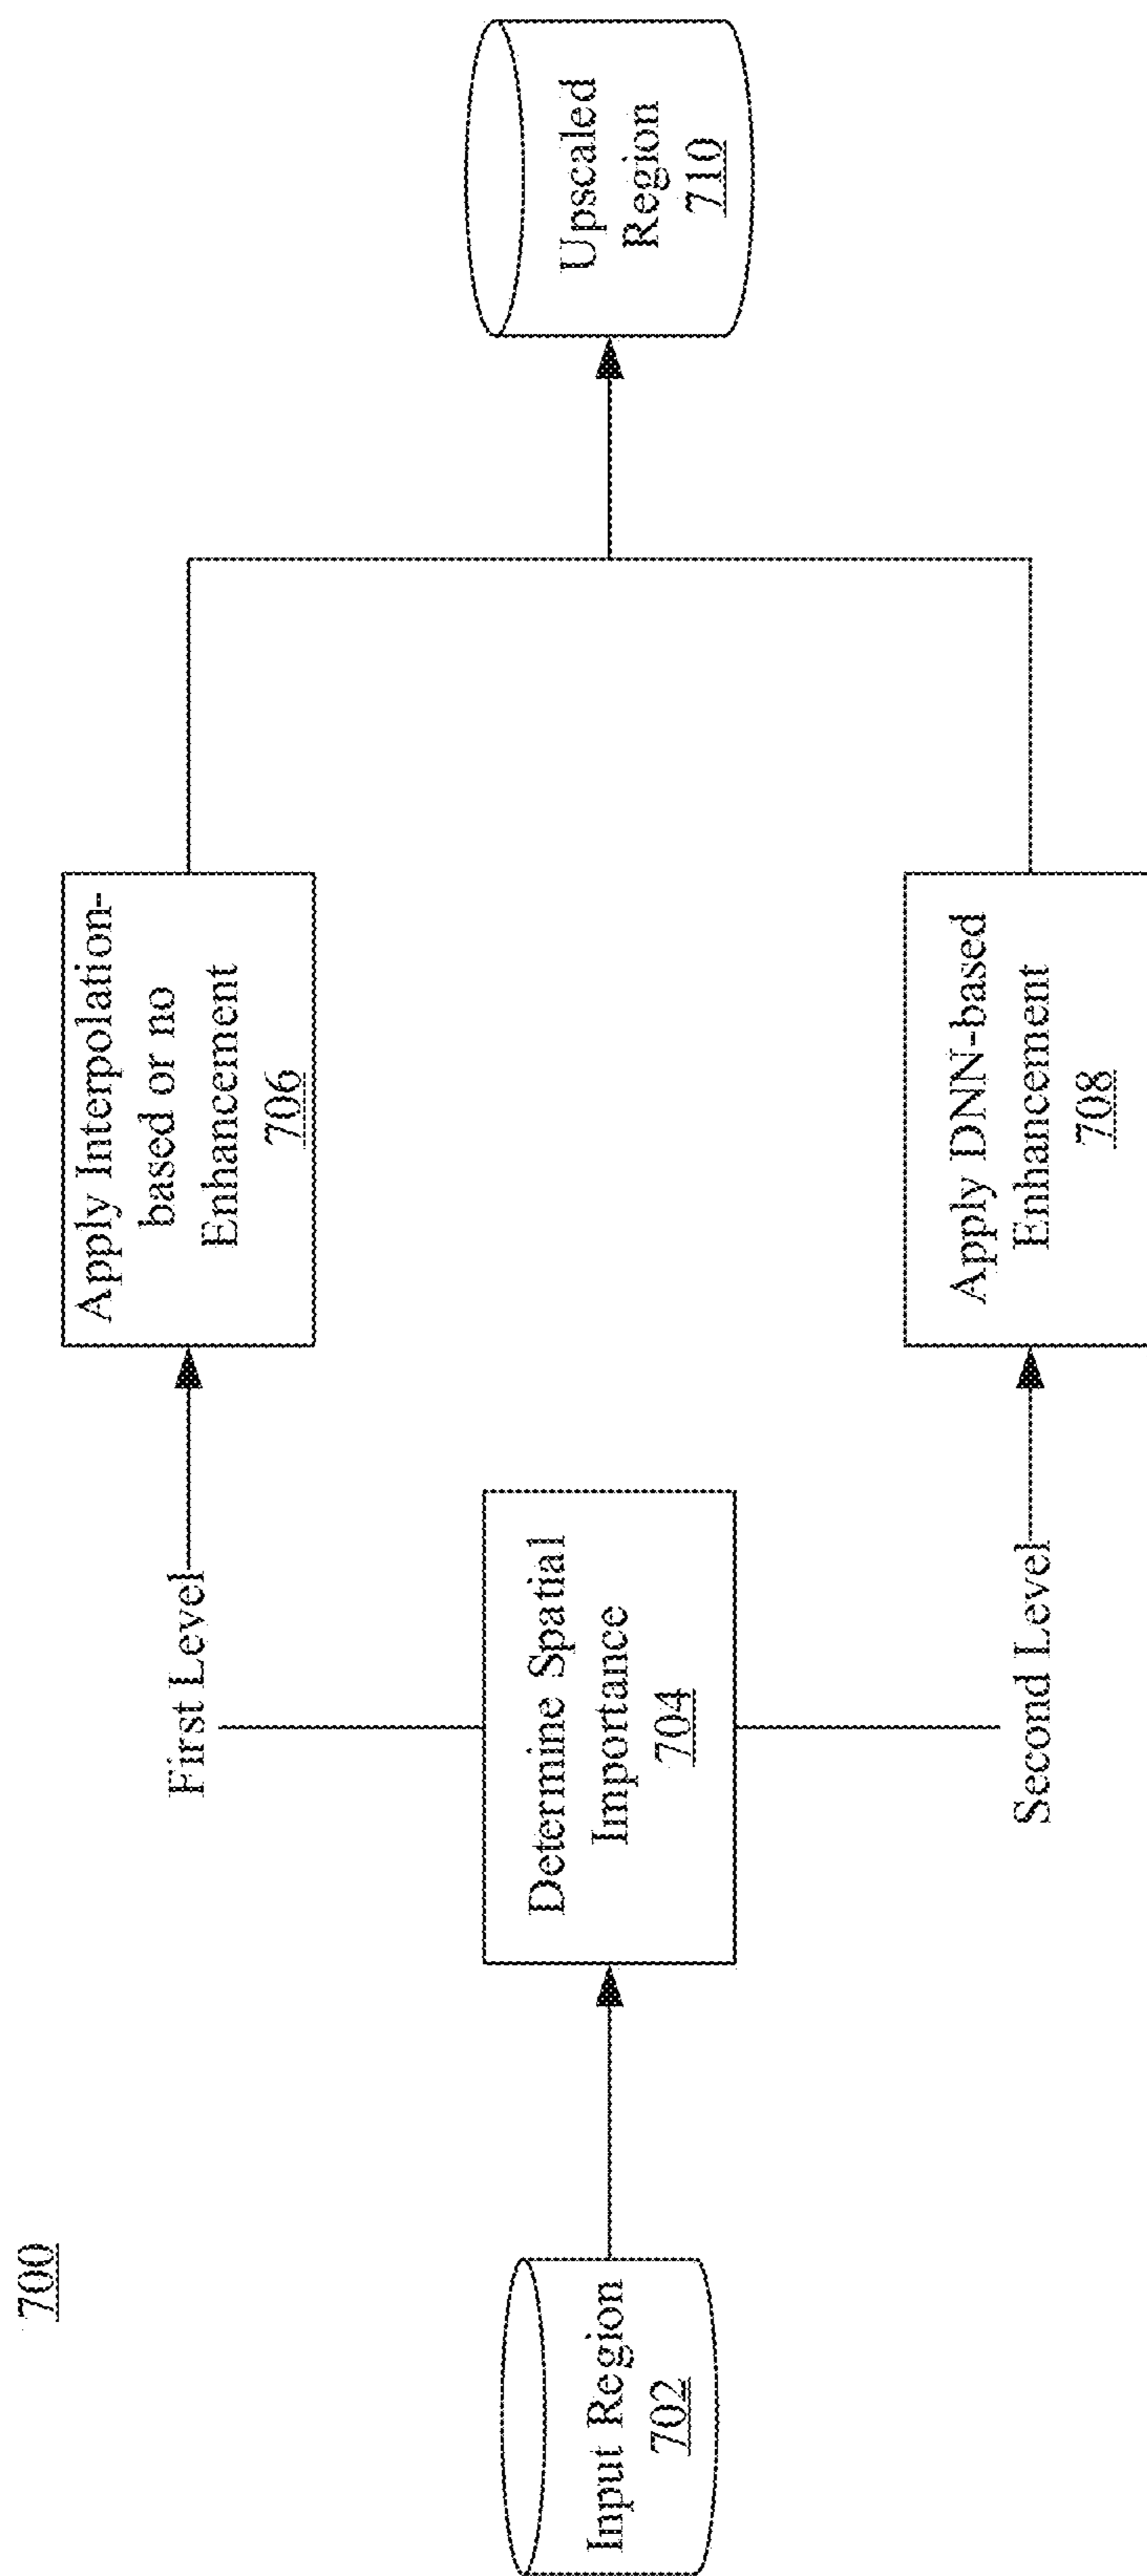 700
Input Region
702
Determine Spatial
Importance
704
First Level
Second Level
Apply Interpolation-
based or no
Enhancement
706
Apply DNN-based
Enhancement
708
Upscaled
Region
710